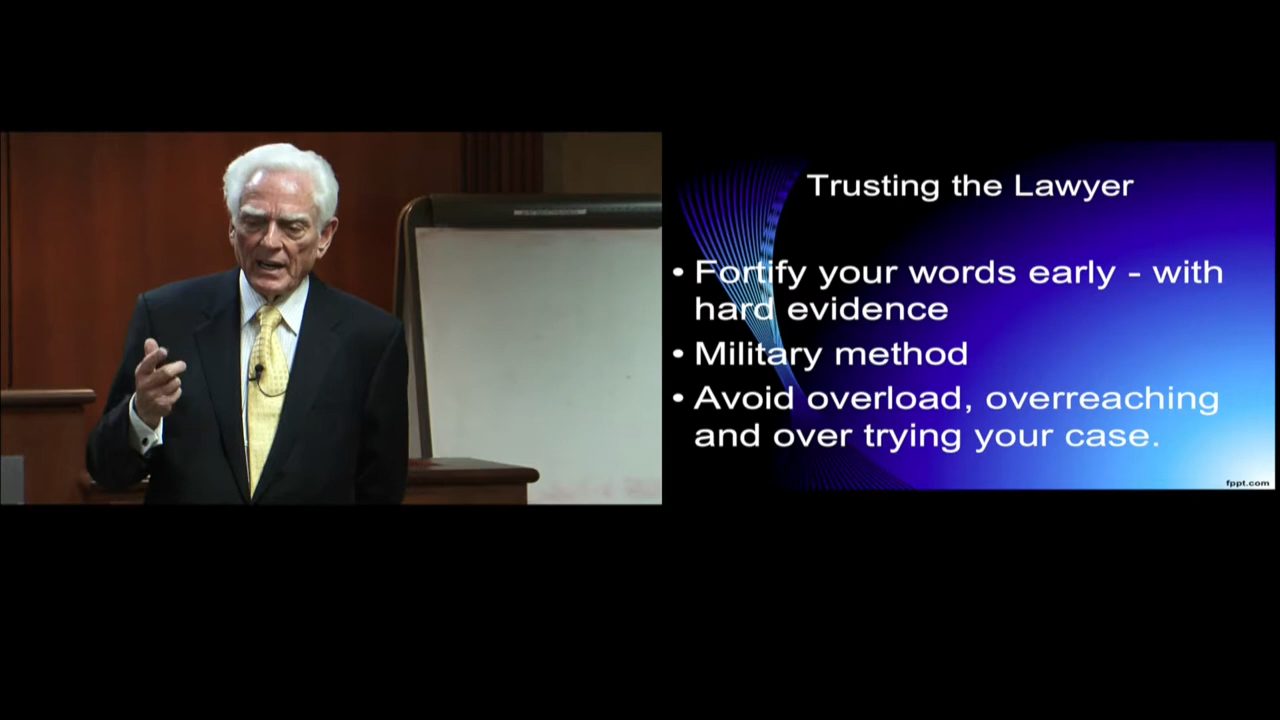 Trusting the Lawyer
• Fortify your words early - with
hard evidence
• Military method
• Avoid overload, overreaching
and over trying your case.
fppt.com